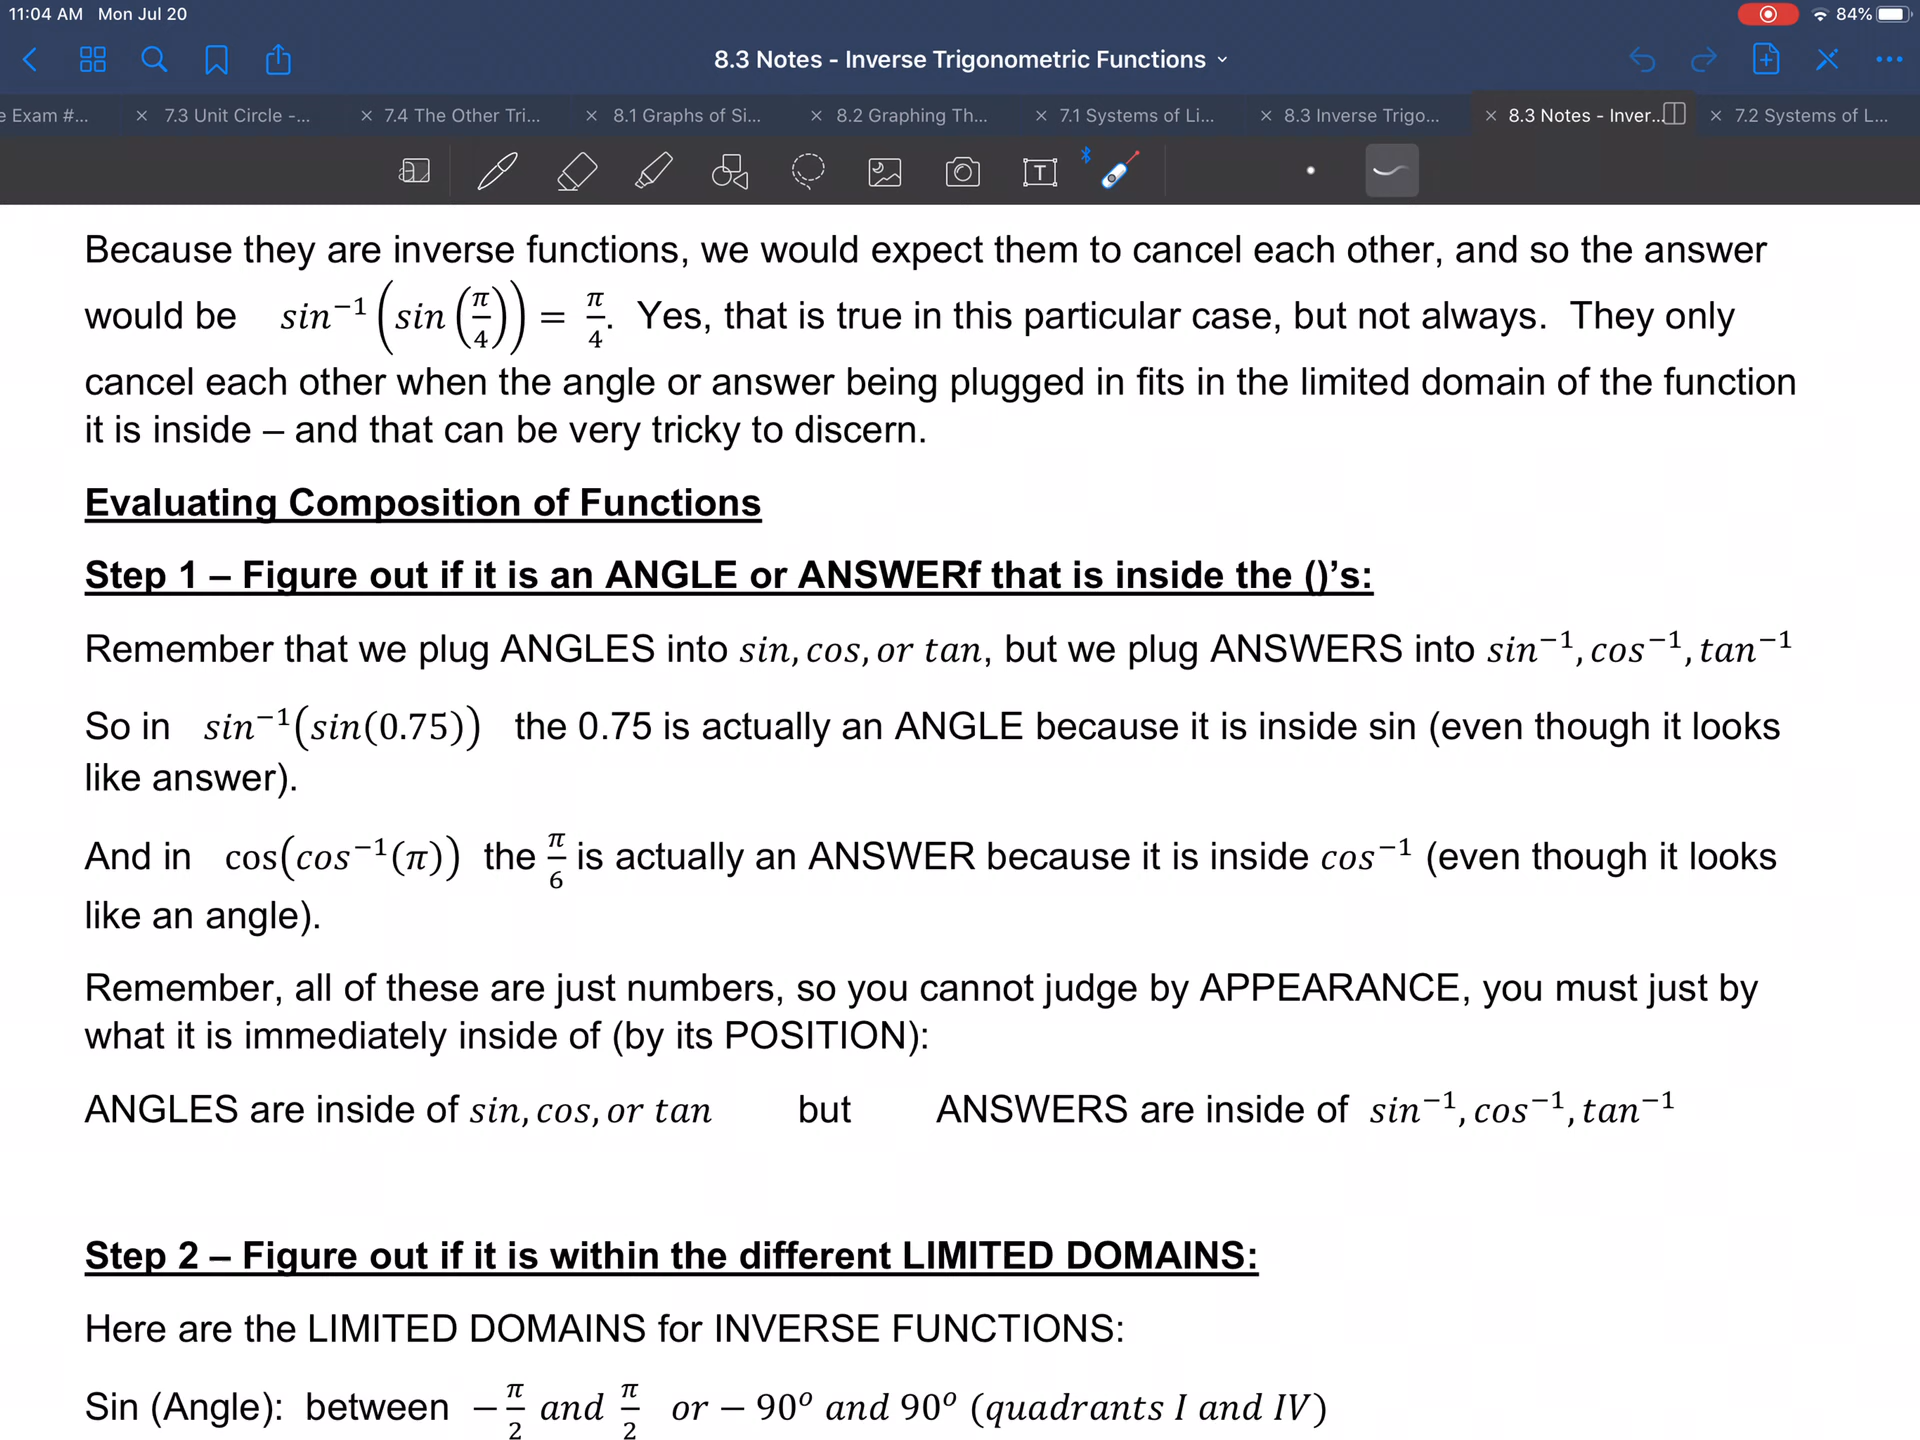 11:04 AM Mon Jul 20
84%
8.3 Notes - Inverse Trigonometric Functions
e Exam #...
× 7.3 Unit Circle -...
× 7.4 The Other Tri...
× 8.1 Graphs of Si...
× 8.2 Graphing Th...
× 7.1 Systems of Li...
× 8.3 Inverse Trigo...
× 8.3 Notes - Inver...
× 7.2 Systems of L...
T
Because they are inverse functions, we would expect them to cancel each other, and so the answer
would be sin⁻¹(sin(π/4)) = π/4. Yes, that is true in this particular case, but not always. They only
cancel each other when the angle or answer being plugged in fits in the limited domain of the function
it is inside – and that can be very tricky to discern.
Evaluating Composition of Functions
Step 1 – Figure out if it is an ANGLE or ANSWERf that is inside the ()’s:
Remember that we plug ANGLES into sin, cos, or tan, but we plug ANSWERS into sin⁻¹, cos⁻¹, tan⁻¹
So in sin⁻¹(sin(0.75)) the 0.75 is actually an ANGLE because it is inside sin (even though it looks
like answer).
And in cos(cos⁻¹(π)) the π/6 is actually an ANSWER because it is inside cos⁻¹ (even though it looks
like an angle).
Remember, all of these are just numbers, so you cannot judge by APPEARANCE, you must just by
what it is immediately inside of (by its POSITION):
ANGLES are inside of sin, cos, or tan but ANSWERS are inside of sin⁻¹, cos⁻¹, tan⁻¹
Step 2 – Figure out if it is within the different LIMITED DOMAINS:
Here are the LIMITED DOMAINS for INVERSE FUNCTIONS:
Sin (Angle): between −π/2 and π/2 or − 90º and 90º (quadrants I and IV)